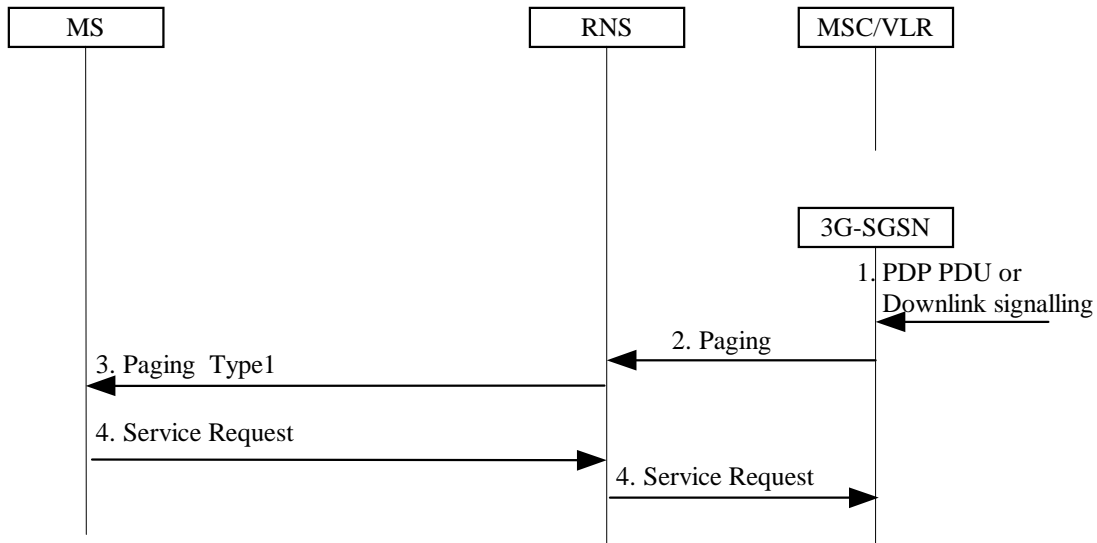 MS
RNS
MSC/VLR
3G-SGSN
1. PDP PDU or
Downlink signalling
2. Paging
3. Paging  Type1
4. Service Request
4. Service Request